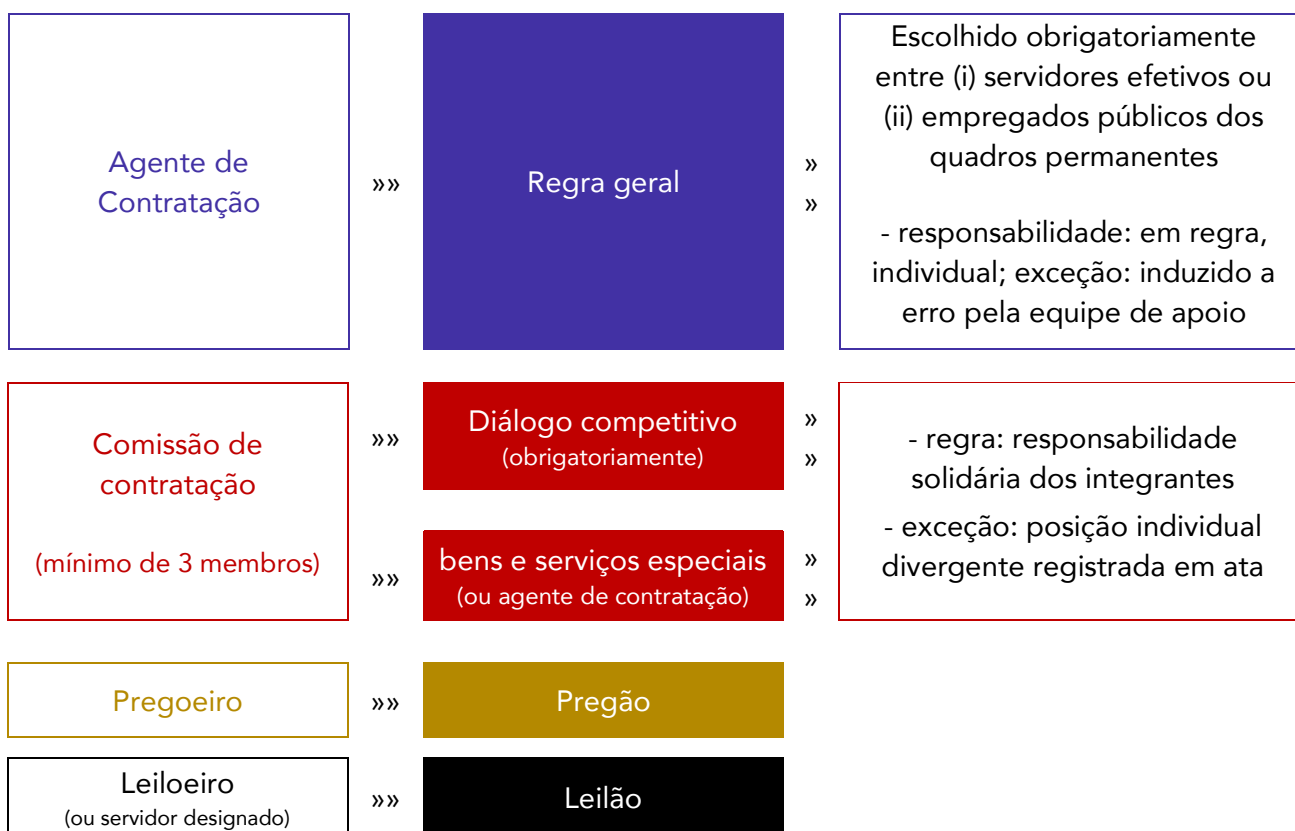 Agente de
Contratação
»»
Regra geral
»
»
Escolhido obrigatoriamente
entre (i) servidores efetivos ou
(ii) empregados públicos dos
quadros permanentes
- responsabilidade: em regra,
individual; exceção: induzido a
erro pela equipe de apoio
Comissão de
contratação
(mínimo de 3 membros)
»»
Diálogo competitivo
(obrigatoriamente)
»
»
»»
bens e serviços especiais
(ou agente de contratação)
»
»
- regra: responsabilidade
solidária dos integrantes
- exceção: posição individual
divergente registrada em ata
Pregoeiro
»»
Pregão
Leiloeiro
(ou servidor designado)
»»
Leilão